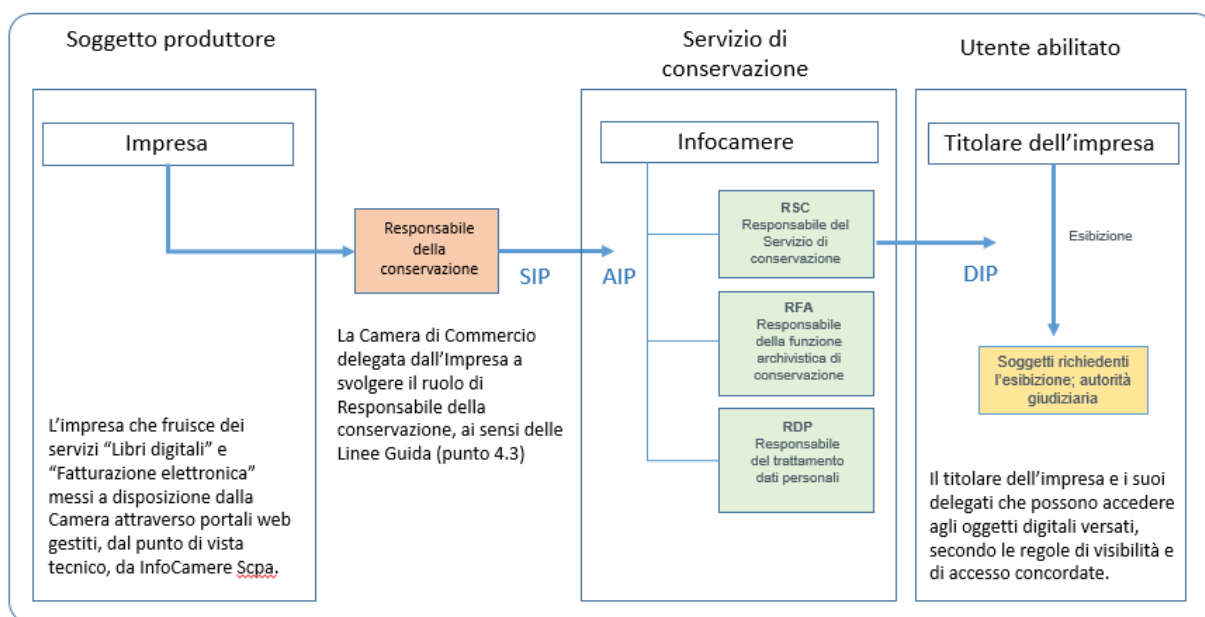 Soggetto produttore
Impresa
L'impresa che fruisce dei
servizi "Libri digitali" e
"Fatturazione elettronica"
messi a disposizione dalla
Camera attraverso portali web
gestiti, dal punto di vista
tecnico, da InfoCamere Scpa.
Responsabile
della
conservazione
SIP
La Camera di Commercio
delegata dall'Impresa a
svolgere il ruolo di
Responsabile della
conservazione, ai sensi delle
Linee Guida (punto 4.3)
Servizio di
conservazione
AIP
Infocamere
RSC
Responsabile del
Servizio di
conservazione
RFA
Responsabile
della funzione
archivistica di
conservazione
RDP
Responsabile
del trattamento
dati personali
Utente abilitato
Titolare dell'impresa
DIP
Esibizione
Soggetti richiedenti
l'esibizione; autorità
giudiziaria
Il titolare dell'impresa e i suoi
delegati che possono accedere
agli oggetti digitali versati,
secondo le regole di visibilità e
di accesso concordate.